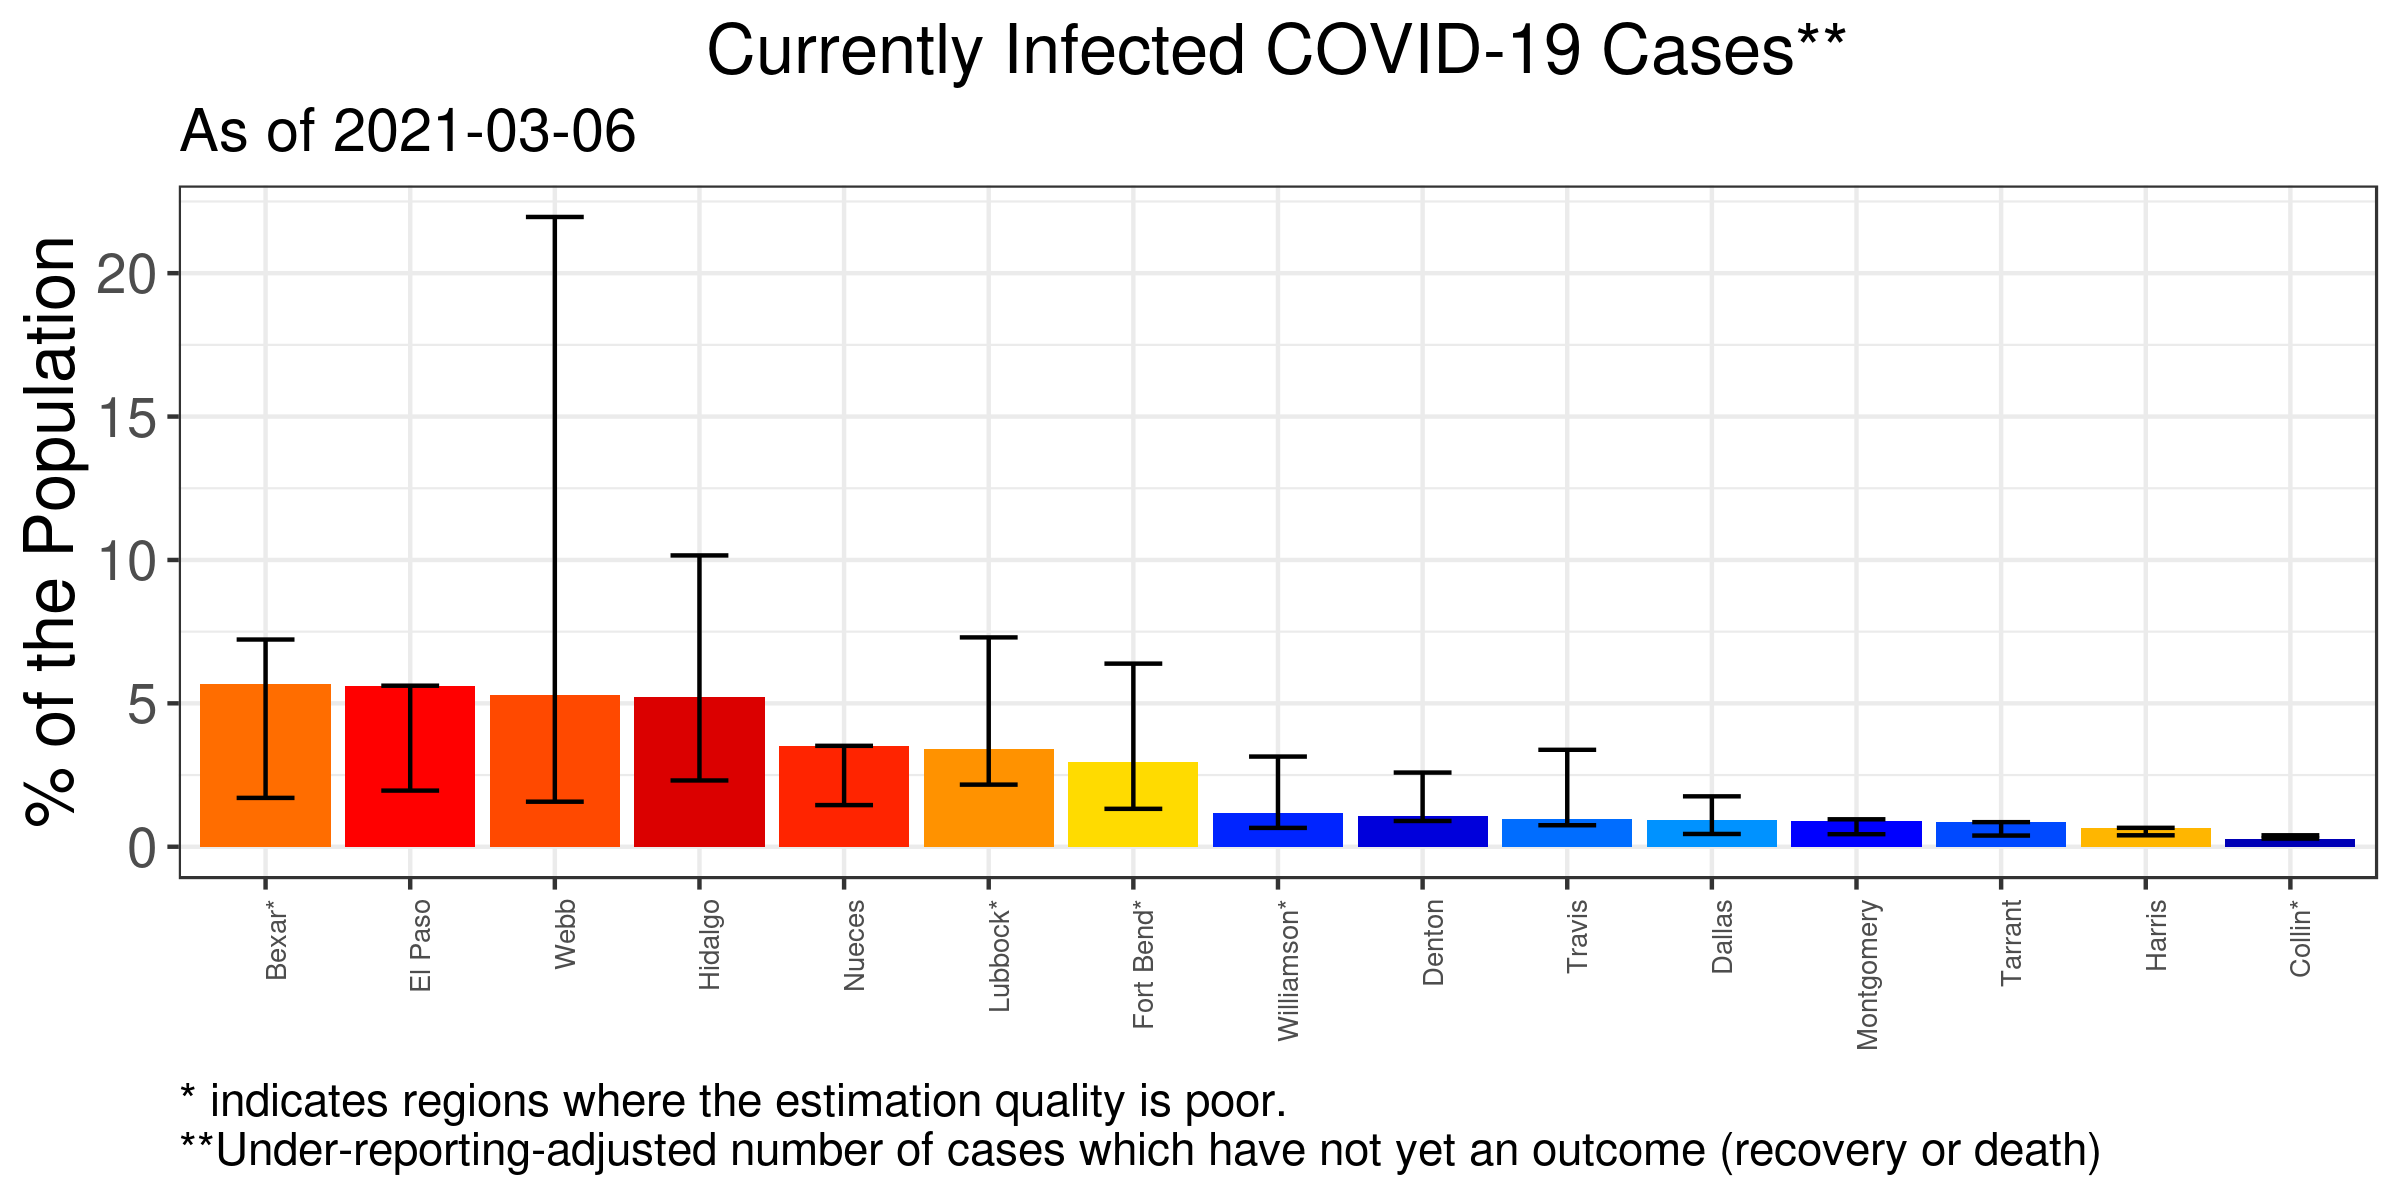 Currently Infected COVID-19 Cases**
As of 2021-03-06
% of the Population
20
15
10
5
0
Bexar*
El Paso
Webb
Hidalgo
Nueces
Lubbock*
Fort Bend*
Williamson*
Denton
Travis
Dallas
Montgomery
Tarrant
Harris
Collin*
* indicates regions where the estimation quality is poor.
**Under-reporting-adjusted number of cases which have not yet an outcome (recovery or death)